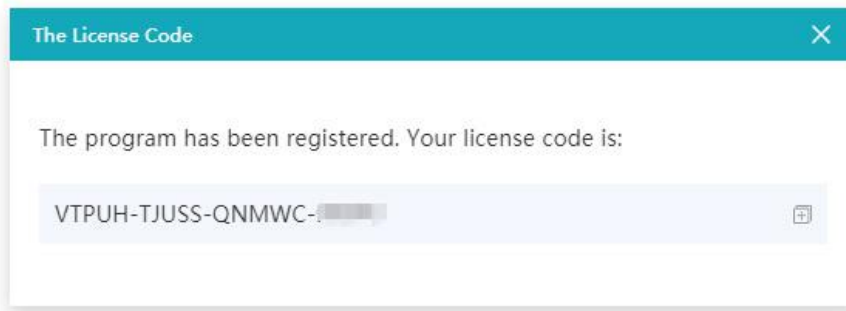 The License Code
The program has been registered. Your license code is:
VTPUH-TJUSS-QNMWC-